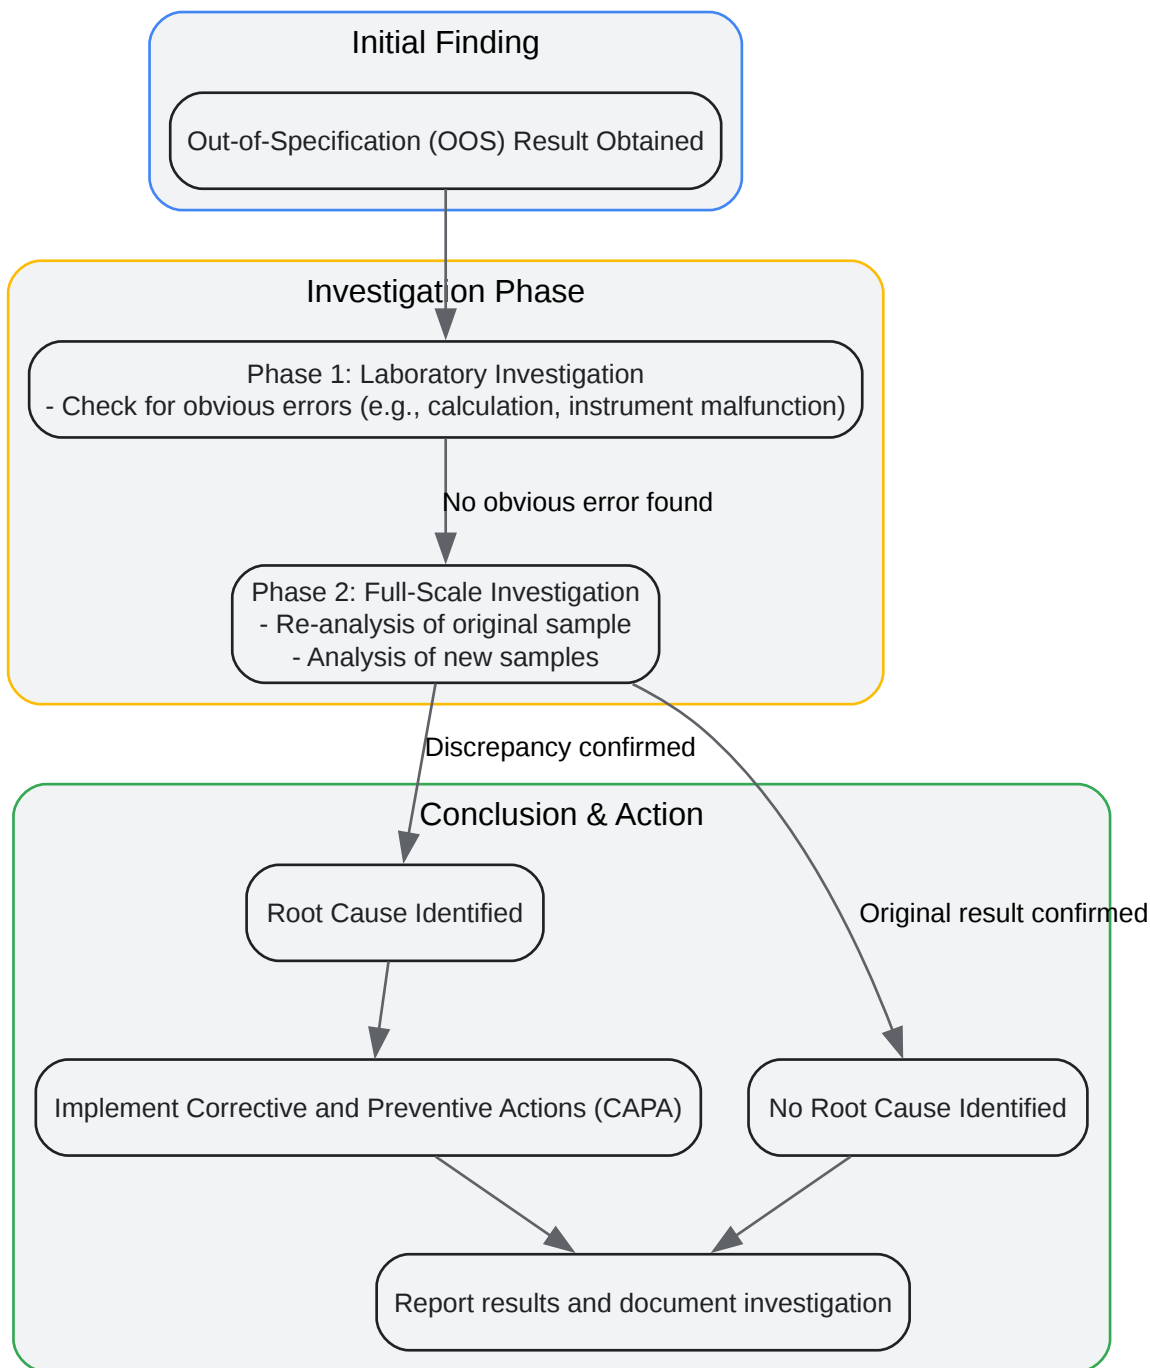 Initial Finding
Out-of-Specification (OOS) Result Obtained
Investigation Phase
Phase 1: Laboratory Investigation
- Check for obvious errors (e.g., calculation, instrument malfunction)
No obvious error found
Phase 2: Full-Scale Investigation
- Re-analysis of original sample
- Analysis of new samples
Discrepancy confirmed
Conclusion & Action
Root Cause Identified
Original result confirmed
Implement Corrective and Preventive Actions (CAPA)
No Root Cause Identified
Report results and document investigation